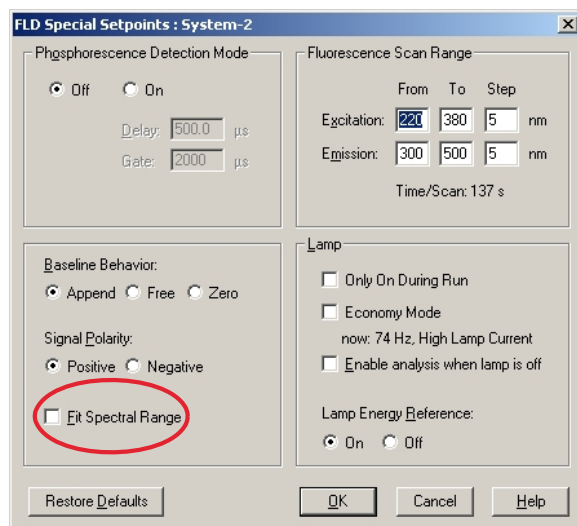 FLD Special Setpoints : System-2
Phosphorescence Detection Mode
Off On
Delay: 500.0 µs
Gate: 2000 µs
Fluorescence Scan Range
From To Step
Excitation: 220 380 5 nm
Emission: 300 500 5 nm
Time/Scan: 137 s
Baseline Behavior:
Append Free Zero
Signal Polarity:
Positive Negative
Fit Spectral Range
Lamp
Only On During Run
Economy Mode
now: 74 Hz, High Lamp Current
Enable analysis when lamp is off
Lamp Energy Reference:
On Off
Restore Defaults OK Cancel Help